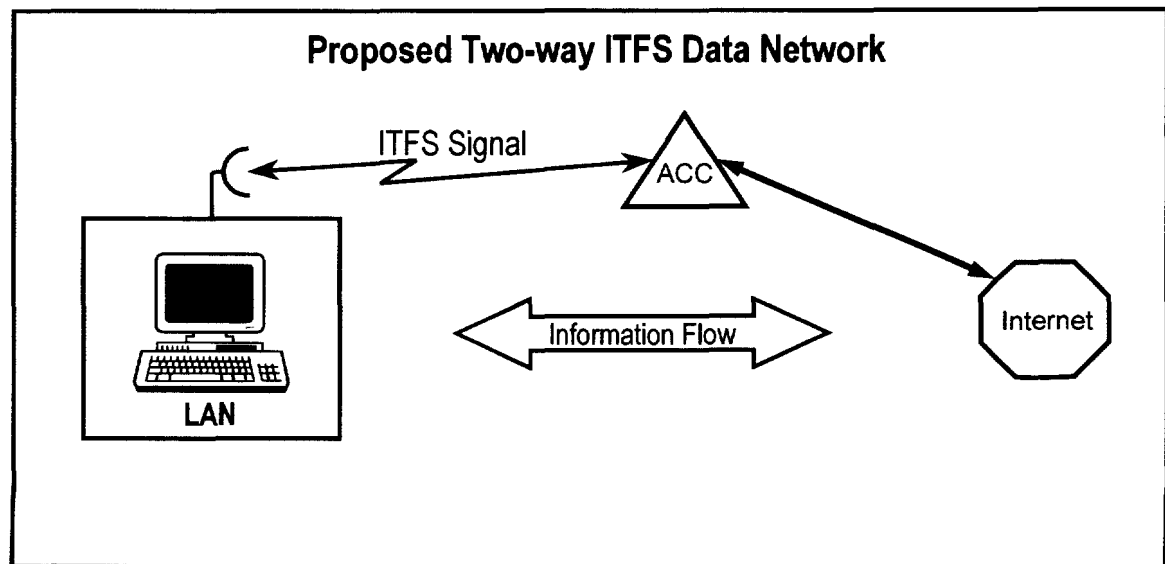 Proposed Two-way ITFS Data Network
ITFS Signal
ACC
Internet
Information Flow
LAN